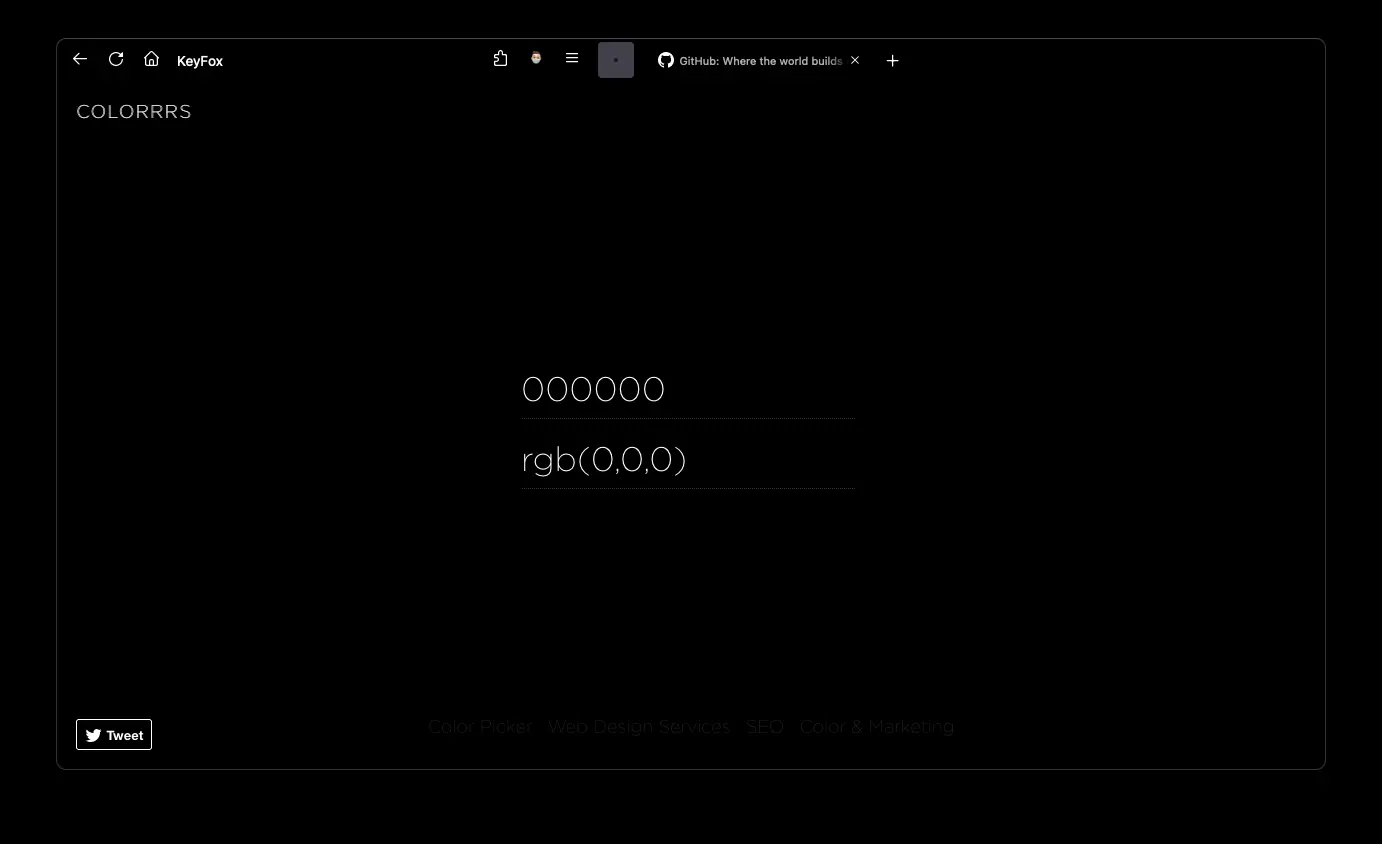 KeyFox
GitHub: Where the world builds
COLORRRS
000000
rgb(0,0,0)
Color Picker Web Design Services SEO Color & Marketing
Tweet